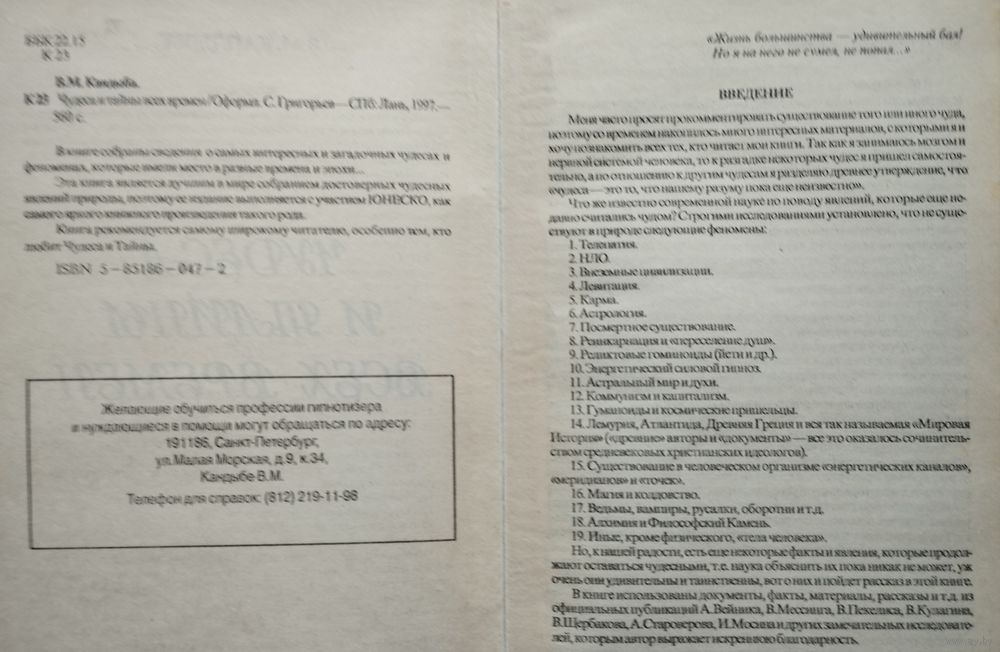 ББК 22.15
К 23
В.М. Кандыба.
К 23 Чудеса и тайны всех времен/Оформл. С. Григорьев—СПб: Лань, 1997.—
560 с.
В книге собраны сведения о самых интересных и загадочных чудесах и
феноменах, которые имели место в разные времена и эпохи...
Эта книга является лучшим в мире собранием достоверных чудесных
явлений природы, поэтому ее издание выполняется с участием ЮНЕСКО, как
самого яркого книжного произведения такого рода.
Книга рекомендуется самому широкому читателю, особенно тем, кто
любит Чудеса и Тайны.
ISBN 5–85186–047–2
Желающие обучиться профессии гипнотизера
и нуждающиеся в помощи могут обращаться по адресу:
191186, Санкт-Петербург,
ул.Малая Морская, д.9, к.34,
Кандыбе В.М.
Телефон для справок: (812) 219-11-98
«Жизнь большинства — удивительный бал!
Но я на него не сумел, не попал...»
ВВЕДЕНИЕ
Меня часто просят прокомментировать существование того или иного чуда,
поэтому со временем накопилось много интересных материалов, с которыми я и
хочу познакомить всех тех, кто читает мои книги. Так как я занимаюсь мозгом и
нервной системой человека, то к разгадке некоторых чудес я пришел самостоя-
тельно, а по отношению к другим чудесам я разделяю древнее утверждение, что
«чудеса — это то, что нашему разуму пока еще неизвестно».
Что же известно современной науке по поводу явлений, которые еще не-
давно считались чудом? Строгими исследованиями установлено, что не суще-
ствуют в природе следующие феномены:
1. Телепатия.
2. НЛО.
3. Внеземные цивилизации.
4. Левитация.
5. Карма.
6. Астрология.
7. Посмертное существование.
8. Реинкарнация и «переселение душ».
9. Реликтовые гоминоиды (йети и др.).
10. Энергетический силовой гипноз.
11. Астральный мир и духи.
12. Коммунизм и капитализм.
13. Гуманоиды и космические пришельцы.
14. Лемурия, Атлантида, Древняя Греция и вся так называемая «Мировая
История» («древние» авторы и «документы» — все это оказалось сочинитель-
ством средневековых христианских идеологов).
15. Существование в человеческом организме «энергетических каналов»,
«меридианов» и «точек».
16. Магия и колдовство.
17. Ведьмы, вампиры, русалки, оборотни и т.д.
18. Алхимия и Философский Камень.
19. Иные, кроме физического, «тела человека».
Но, к нашей радости, есть еще некоторые факты и явления, которые продол-
жают оставаться чудесными, т.е. наука объяснить их пока никак не может, уж
очень они удивительны и таинственны, вот о них и пойдет рассказ в этой книге.
В книге использованы документы, факты, материалы, рассказы и т.д. из
официальных публикаций А.Вейника, В.Мессинга, В.Пекелиса, В.Кулагина,
В.Щербакова, А.Староверова, И.Мосина и других замечательных исследовате-
лей, которым автор выражает искреннюю благодарность.